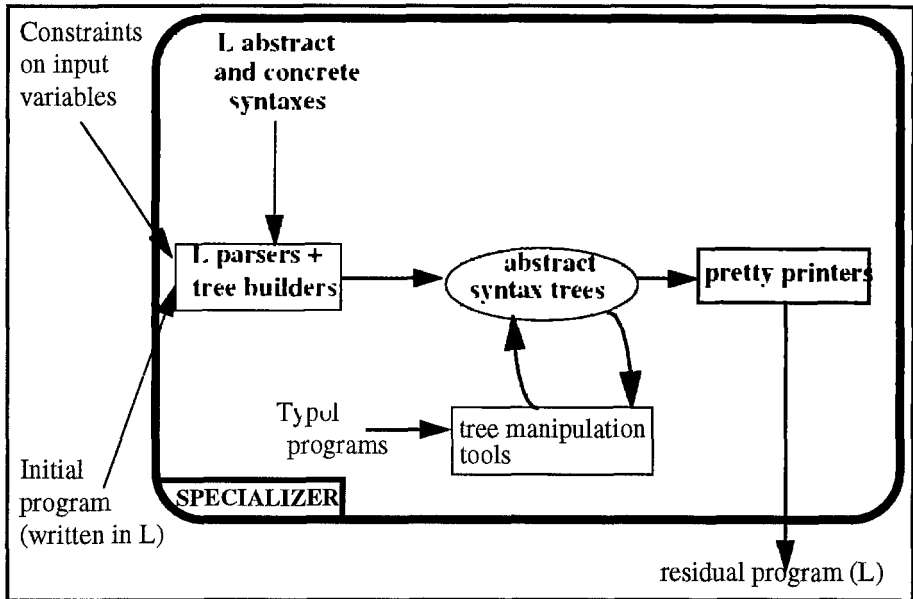 Constraints
on input
variables
L abstract
and concrete
syntaxes
L parsers +
tree builders
abstract
syntax trees
pretty printers
Typol
programs
tree manipulation
tools
Initial
program
(written in L)
SPECIALIZER
residual program (L)